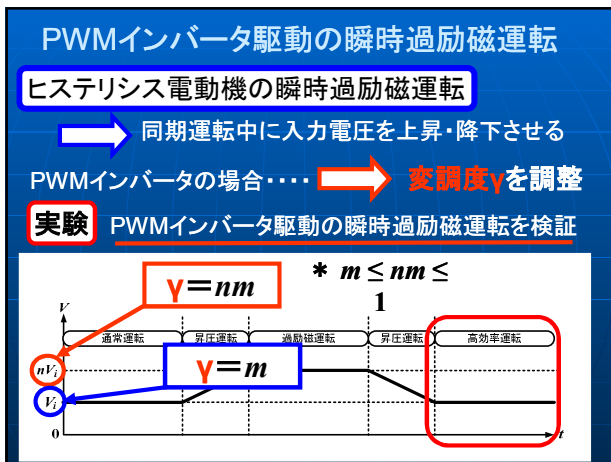 PWMインバータ駆動の瞬時過励磁運転
ヒステリシス電動機の瞬時過励磁運転
同期運転中に入力電圧を上昇・降下させる
PWMインバータの場合････ 変調度γを調整
実験 PWMインバータ駆動の瞬時過励磁運転を検証
γ=nm
* m ≤ nm ≤
1
V
通常運転 昇圧運転 過励磁運転 昇圧運転 高効率運転
nVi
γ=m
Vi
0 t